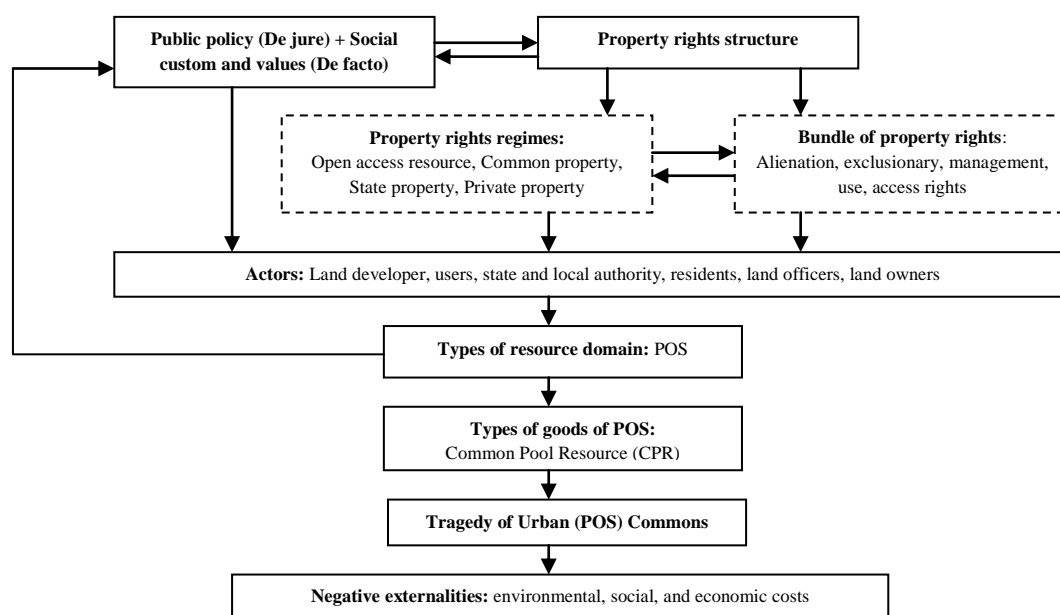 Public policy (De jure) + Social
custom and values (De facto)
Property rights structure
Property rights regimes:
Open access resource, Common property,
State property, Private property
Bundle of property rights:
Alienation, exclusionary, management,
use, access rights
Actors: Land developer, users, state and local authority, residents, land officers, land owners
Types of resource domain: POS
Types of goods of POS:
Common Pool Resource (CPR)
Tragedy of Urban (POS) Commons
Negative externalities: environmental, social, and economic costs